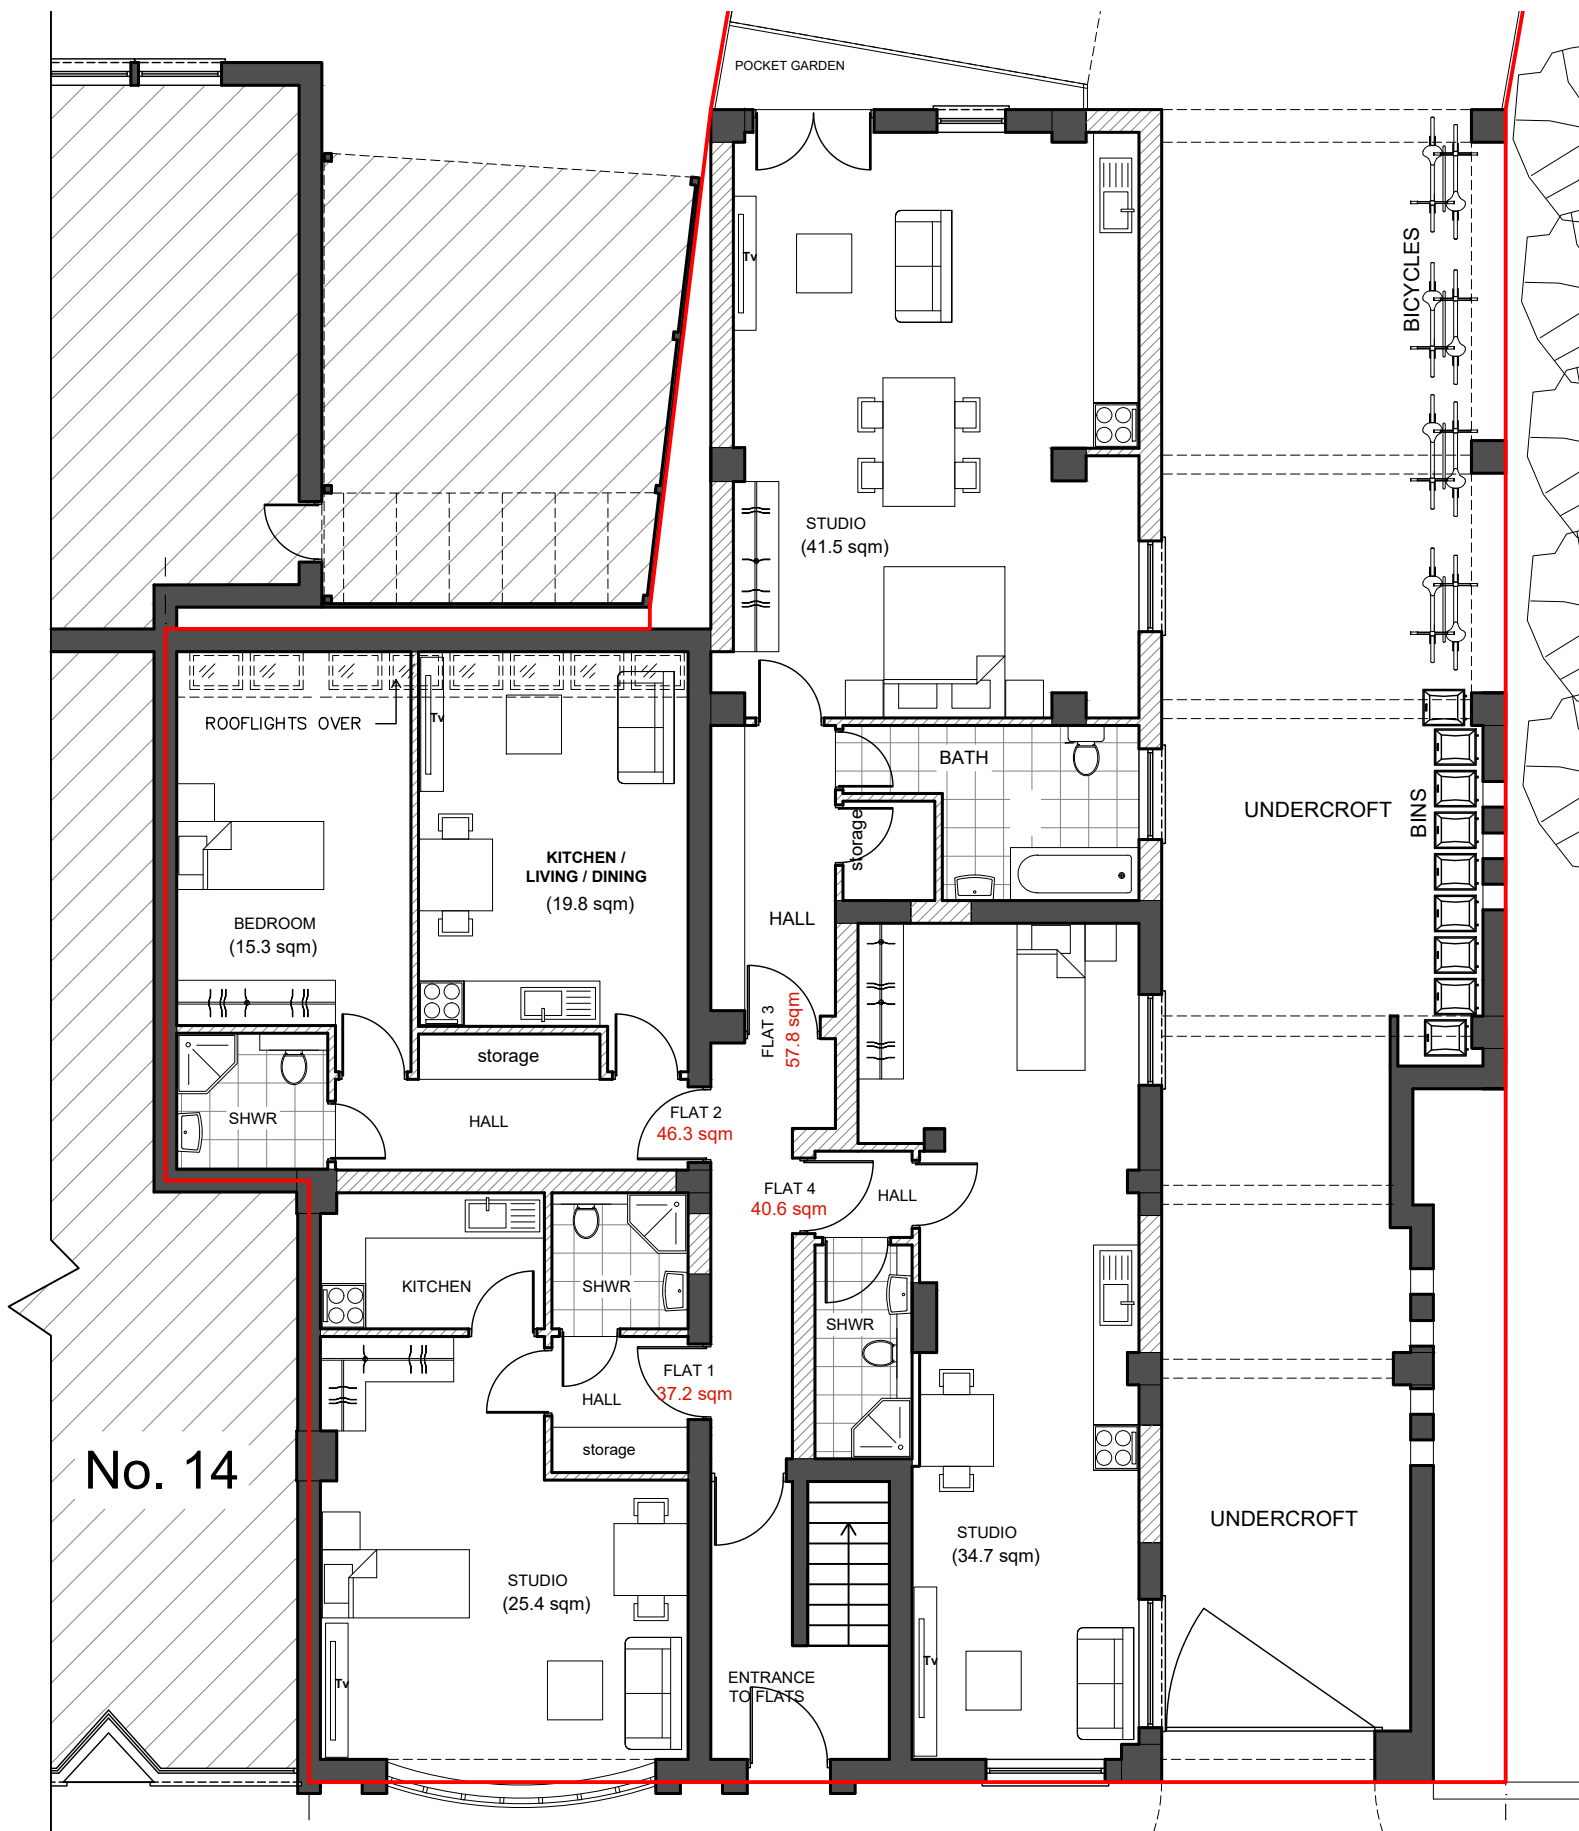 POCKET GARDEN
Tv
BICYCLES
STUDIO
(41.5 sqm)
ROOFLIGHTS OVER
Tv
BATH
storage
UNDERCROFT
BINS
KITCHEN /
LIVING / DINING
(19.8 sqm)
BEDROOM
(15.3 sqm)
HALL
FLAT 3
57.8 sqm
storage
SHWR
HALL
FLAT 2
46.3 sqm
FLAT 4
40.6 sqm
HALL
KITCHEN
SHWR
SHWR
FLAT 1
37.2 sqm
HALL
storage
No. 14
STUDIO
(25.4 sqm)
STUDIO
(34.7 sqm)
UNDERCROFT
Tv
Tv
ENTRANCE
TO FLATS